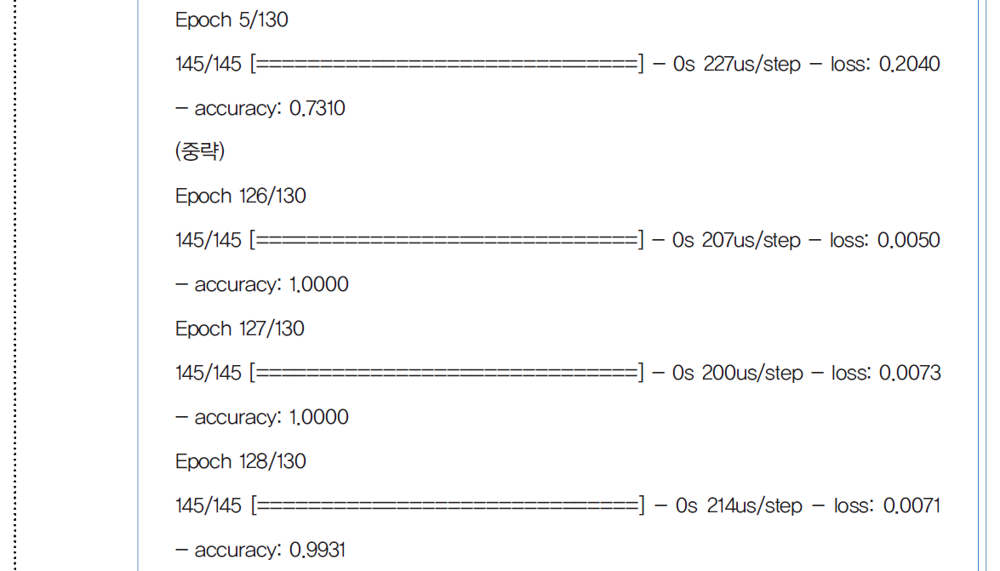 Epoch 5/130
145/145 [==============================] - 0s 227us/step - loss: 0.2040
- accuracy: 0.7310
(중략)
Epoch 126/130
145/145 [==============================] - 0s 207us/step - loss: 0.0050
- accuracy: 1.0000
Epoch 127/130
145/145 [==============================] - 0s 200us/step - loss: 0.0073
- accuracy: 1.0000
Epoch 128/130
145/145 [==============================] - 0s 214us/step - loss: 0.0071
- accuracy: 0.9931